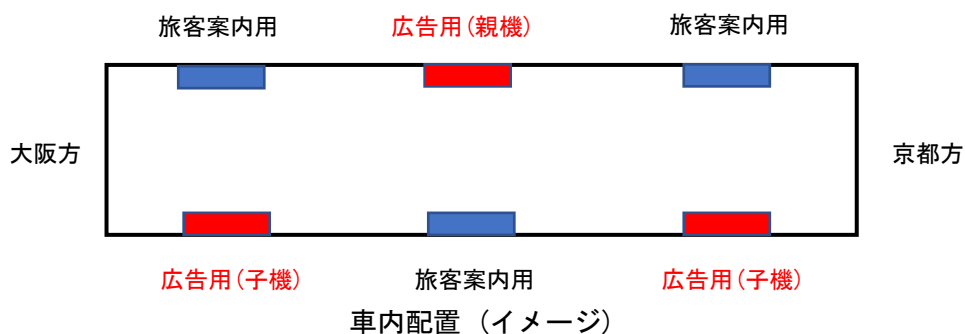 旅客案内用 広告用(親機) 旅客案内用
大阪方 京都方
広告用(子機) 旅客案内用 広告用(子機)
車内配置(イメージ)